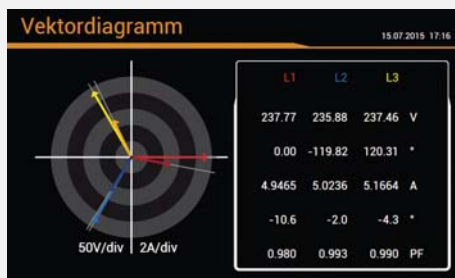 Vektordiagramm
15.07.2015 17:16
L1 L2 L3
237.77 235.88 237.46 V
0.00 -119.82 120.31 °
4.9465 5.0236 5.1664 A
-10.6 -2.0 -4.3 °
0.980 0.993 0.990 PF
50V/div 2A/div